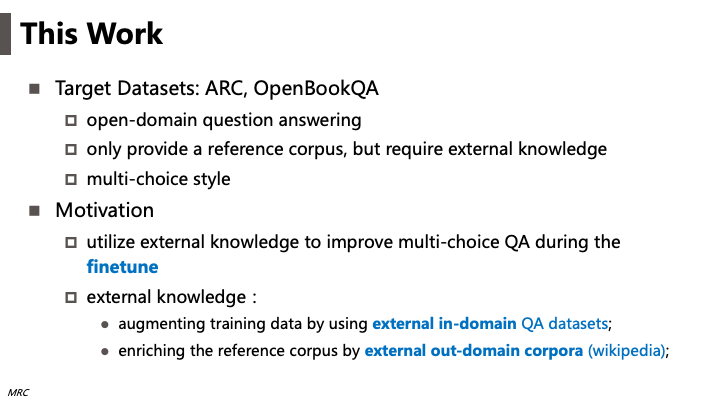 This Work
Target Datasets: ARC, OpenBookQA
open-domain question answering
only provide a reference corpus, but require external knowledge
multi-choice style
Motivation
utilize external knowledge to improve multi-choice QA during the
finetune
external knowledge：
augmenting training data by using external in-domain QA datasets;
enriching the reference corpus by external out-domain corpora (wikipedia);
MRC